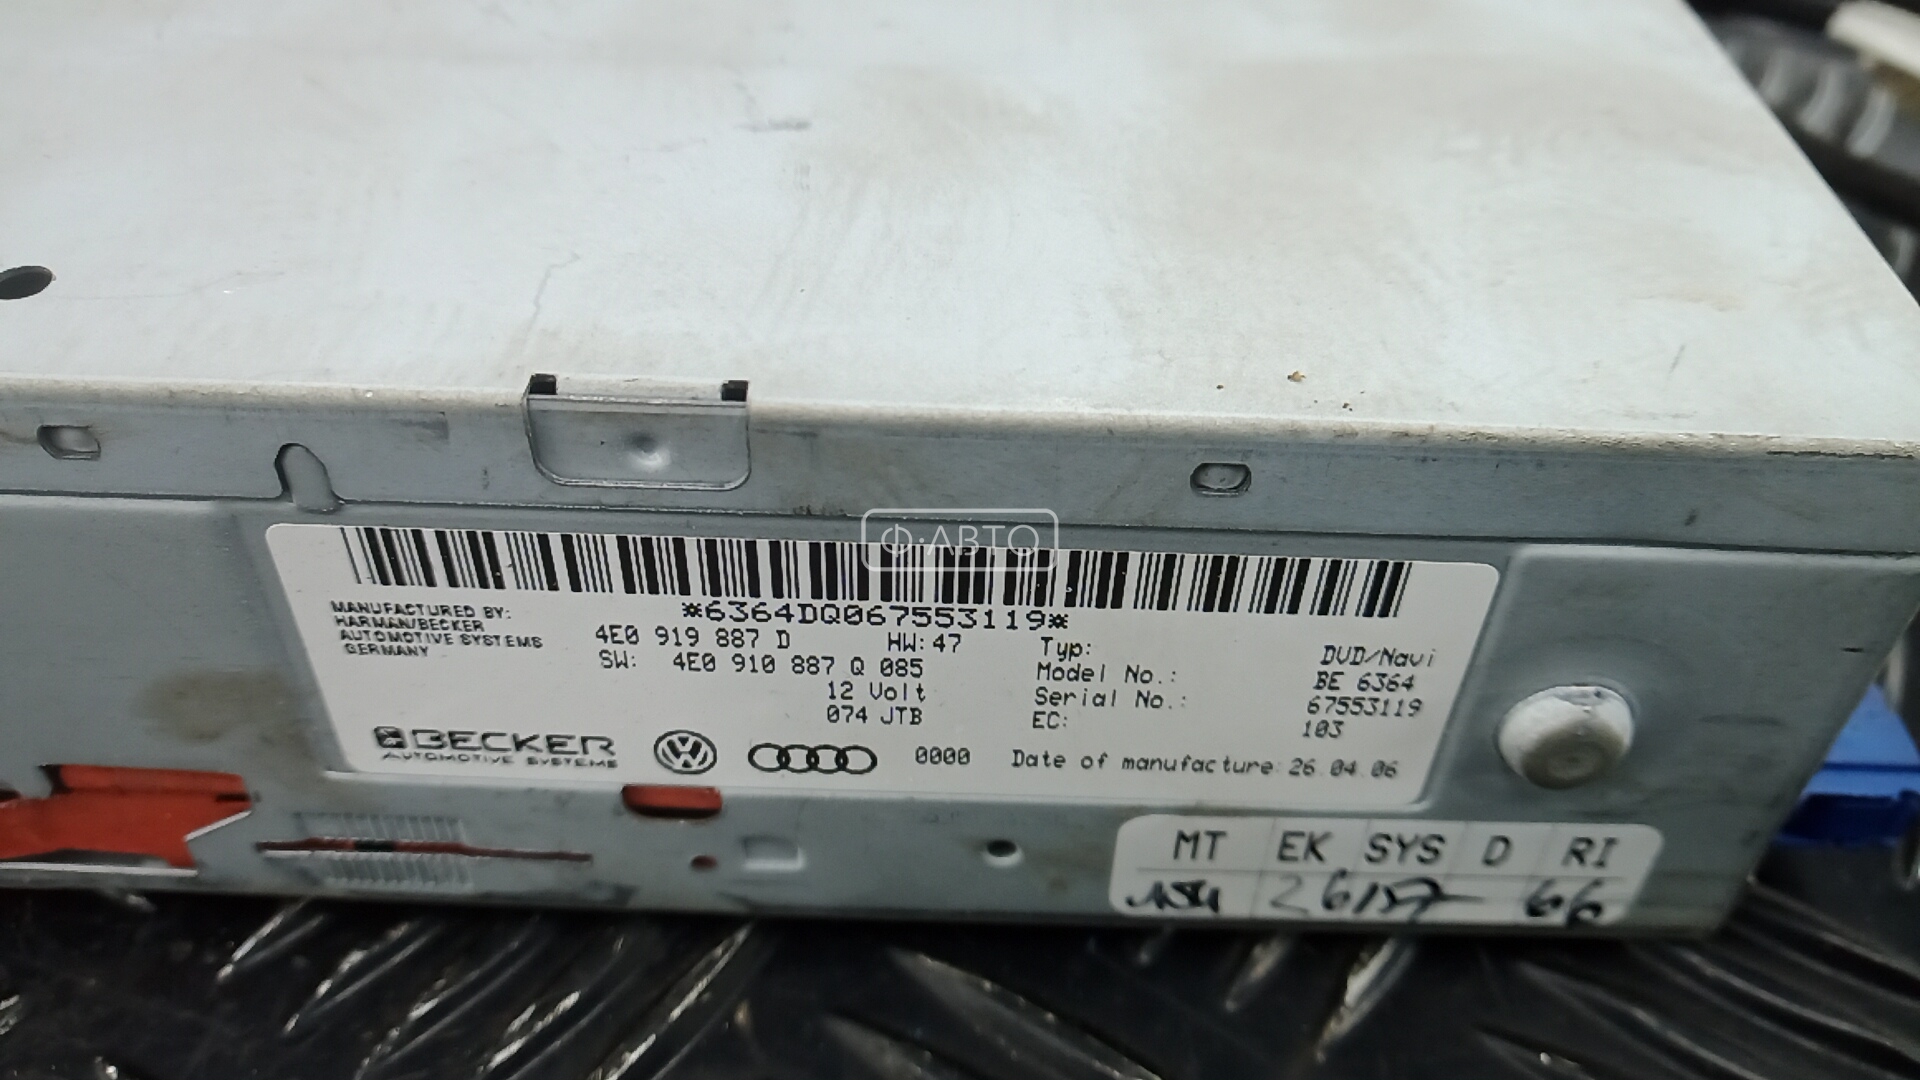 Ф·АВТО
*6364DQ067553119*
MANUFACTURED BY:
HARMAN/BECKER
AUTOMOTIVE SYSTEMS
GERMANY
4E0 919 887 D HW: 47
SW: 4E0 910 887 Q 085
12 Volt
074 JTB
Typ: DVD/Navi
Model No.: BE 6364
Serial No.: 67553119
EC: 103
BECKER
AUTOMOTIVE SYSTEMS
0000 Date of manufacture: 26.04.06
MT EK SYS D RI
66